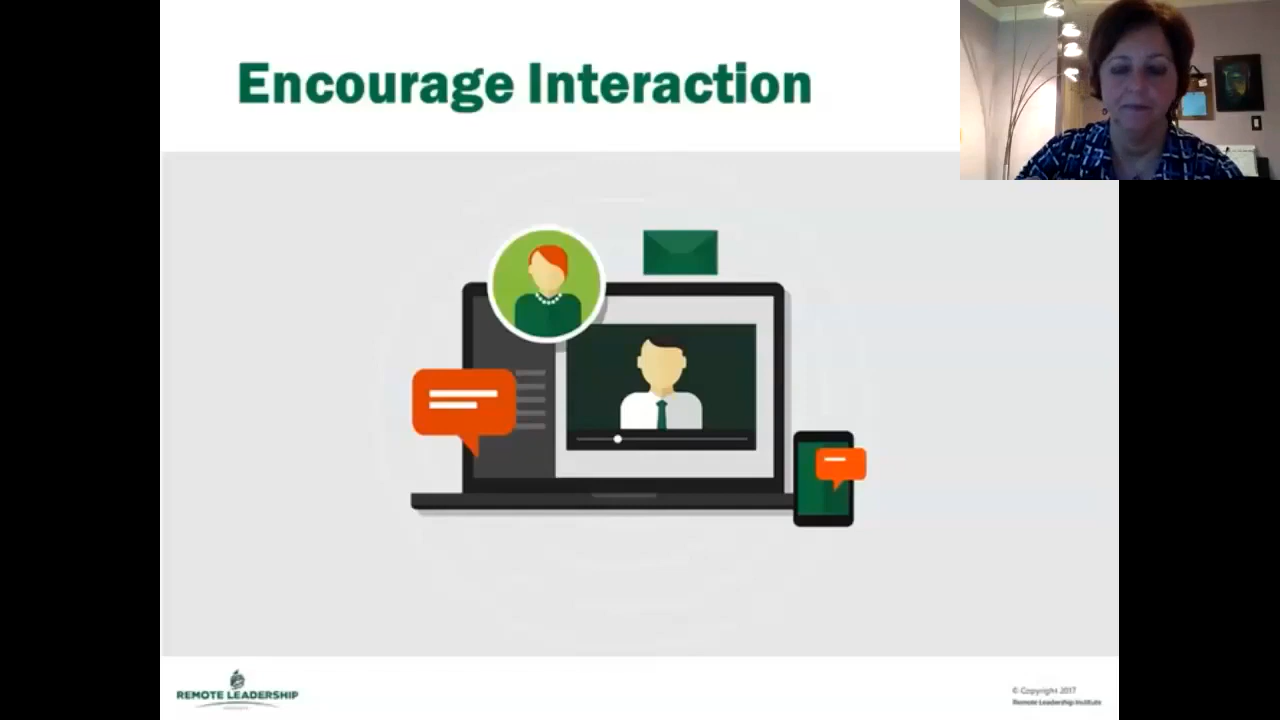 Encourage Interaction
REMOTE LEADERSHIP
© Copyright 2017
Remote Leadership Institute